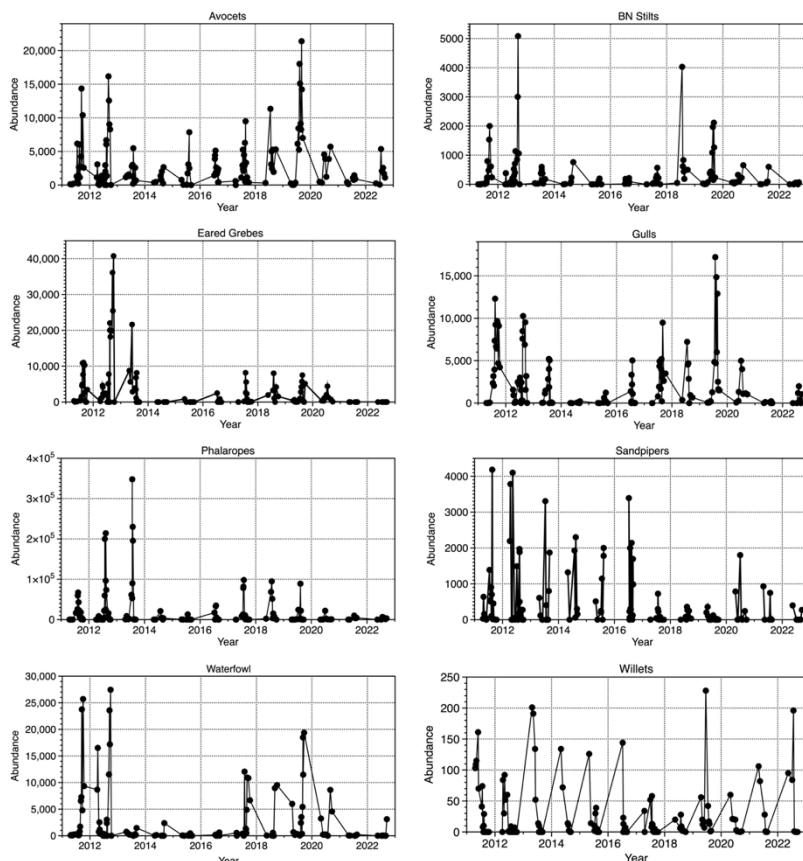 Avocets
20,000
15,000
10,000
5,000
0
Abundance
2012 2014 2016 2018 2020 2022
Year
BN Stilts
5000
4000
3000
2000
1000
0
Abundance
2012 2014 2016 2018 2020 2022
Year
Eared Grebes
40,000
30,000
20,000
10,000
0
Abundance
2012 2014 2016 2018 2020 2022
Year
Gulls
15,000
10,000
5,000
0
Abundance
2012 2014 2016 2018 2020 2022
Year
Phalaropes
4×10⁵
3×10⁵
2×10⁵
1×10⁵
0
Abundance
2012 2014 2016 2018 2020 2022
Year
Sandpipers
4000
3000
2000
1000
0
Abundance
2012 2014 2016 2018 2020 2022
Year
Waterfowl
30,000
25,000
20,000
15,000
10,000
5,000
0
Abundance
2012 2014 2016 2018 2020 2022
Year
Willets
250
200
150
100
50
0
Abundance
2012 2014 2016 2018 2020 2022
Year